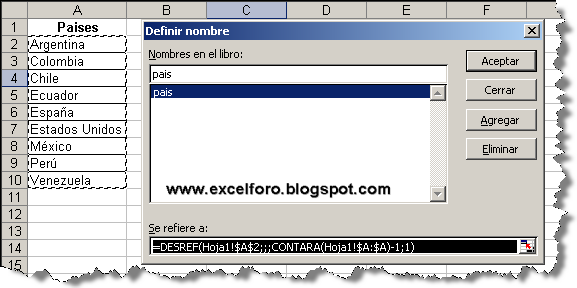 A B C D E F
1 Paises
2 Argentina
3 Colombia
4 Chile
5 Ecuador
6 España
7 Estados Unidos
8 México
9 Perú
10 Venezuela
11
12
13
14
15
Definir nombre
Nombres en el libro:
pais
pais
Aceptar
Cerrar
Agregar
Eliminar
www.excelforo.blogspot.com
Se refiere a:
=DESREF(Hoja1!$A$2;;;CONTARA(Hoja1!$A:$A)-1;1)